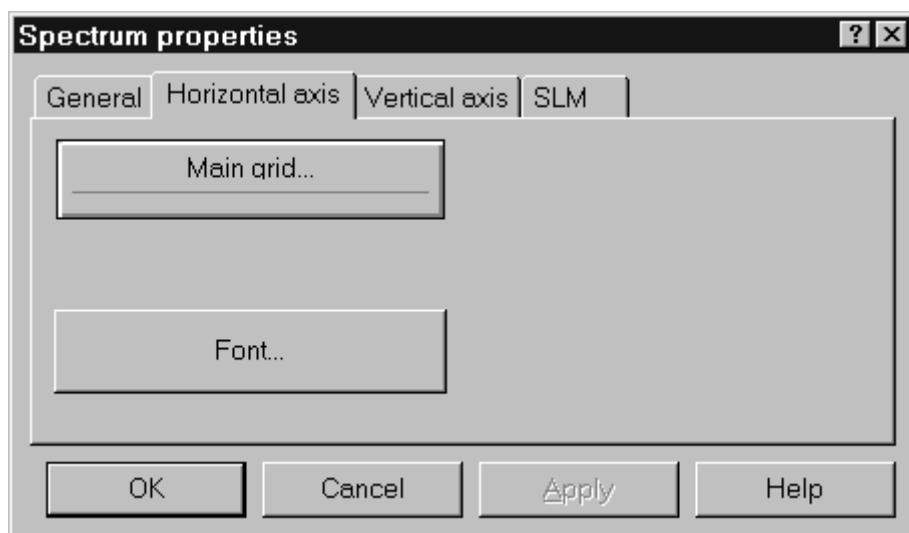 Spectrum properties ? ×
General Horizontal axis Vertical axis SLM
Main grid...
Font...
OK Cancel Apply Help